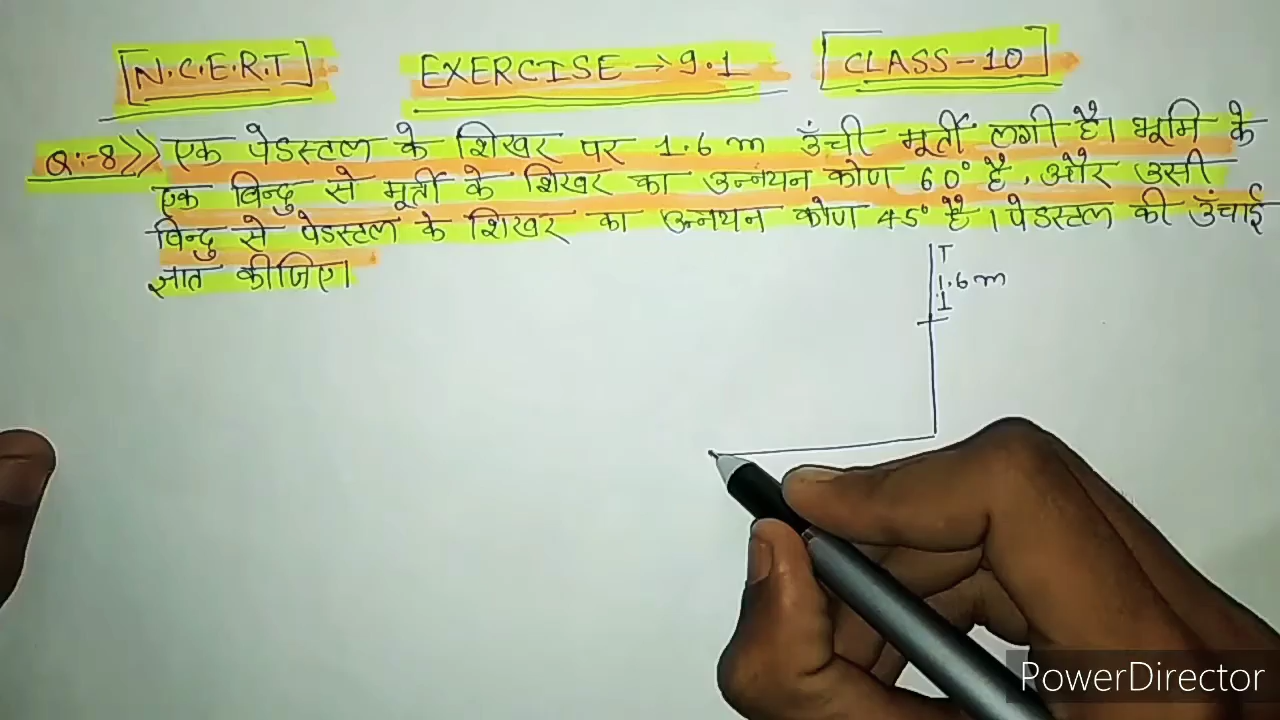 [N.C.E.R.T] EXERCISE → 9.1 [CLASS-10]
Q:-8>> एक पेडस्टल के शिखर पर 1.6 m उंची मूर्ती लगी है। भूमि के
एक विन्दु से मूर्ती के शिखर का उन्नयन कोण 60° है, और उसी
विन्दु से पेडस्टल के शिखर का उन्नयन कोण 45° है। पेडस्टल की उंचाई
ज्ञात कीजिए।
T
1.6 m
1
PowerDirector